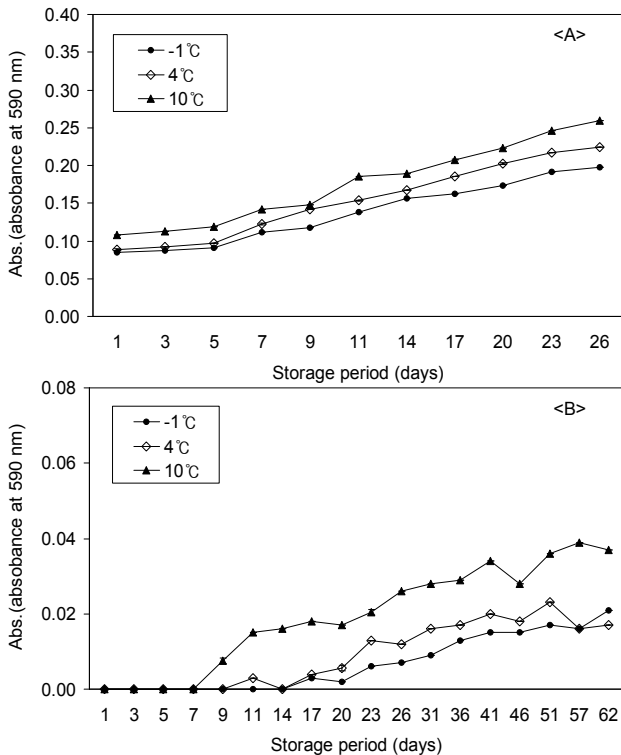 0.40
<A>
-1℃
4℃
10℃
0.35
0.30
0.25
0.20
0.15
0.10
0.05
0.00
Abs.(absobance at 590 nm)
1 3 5 7 9 11 14 17 20 23 26
Storage period (days)
0.08
<B>
-1℃
4℃
10℃
0.06
0.04
0.02
0.00
Abs.(absobance at 590 nm)
1 3 5 7 9 11 14 17 20 23 26 31 36 41 46 51 57 62
Storage period (days)